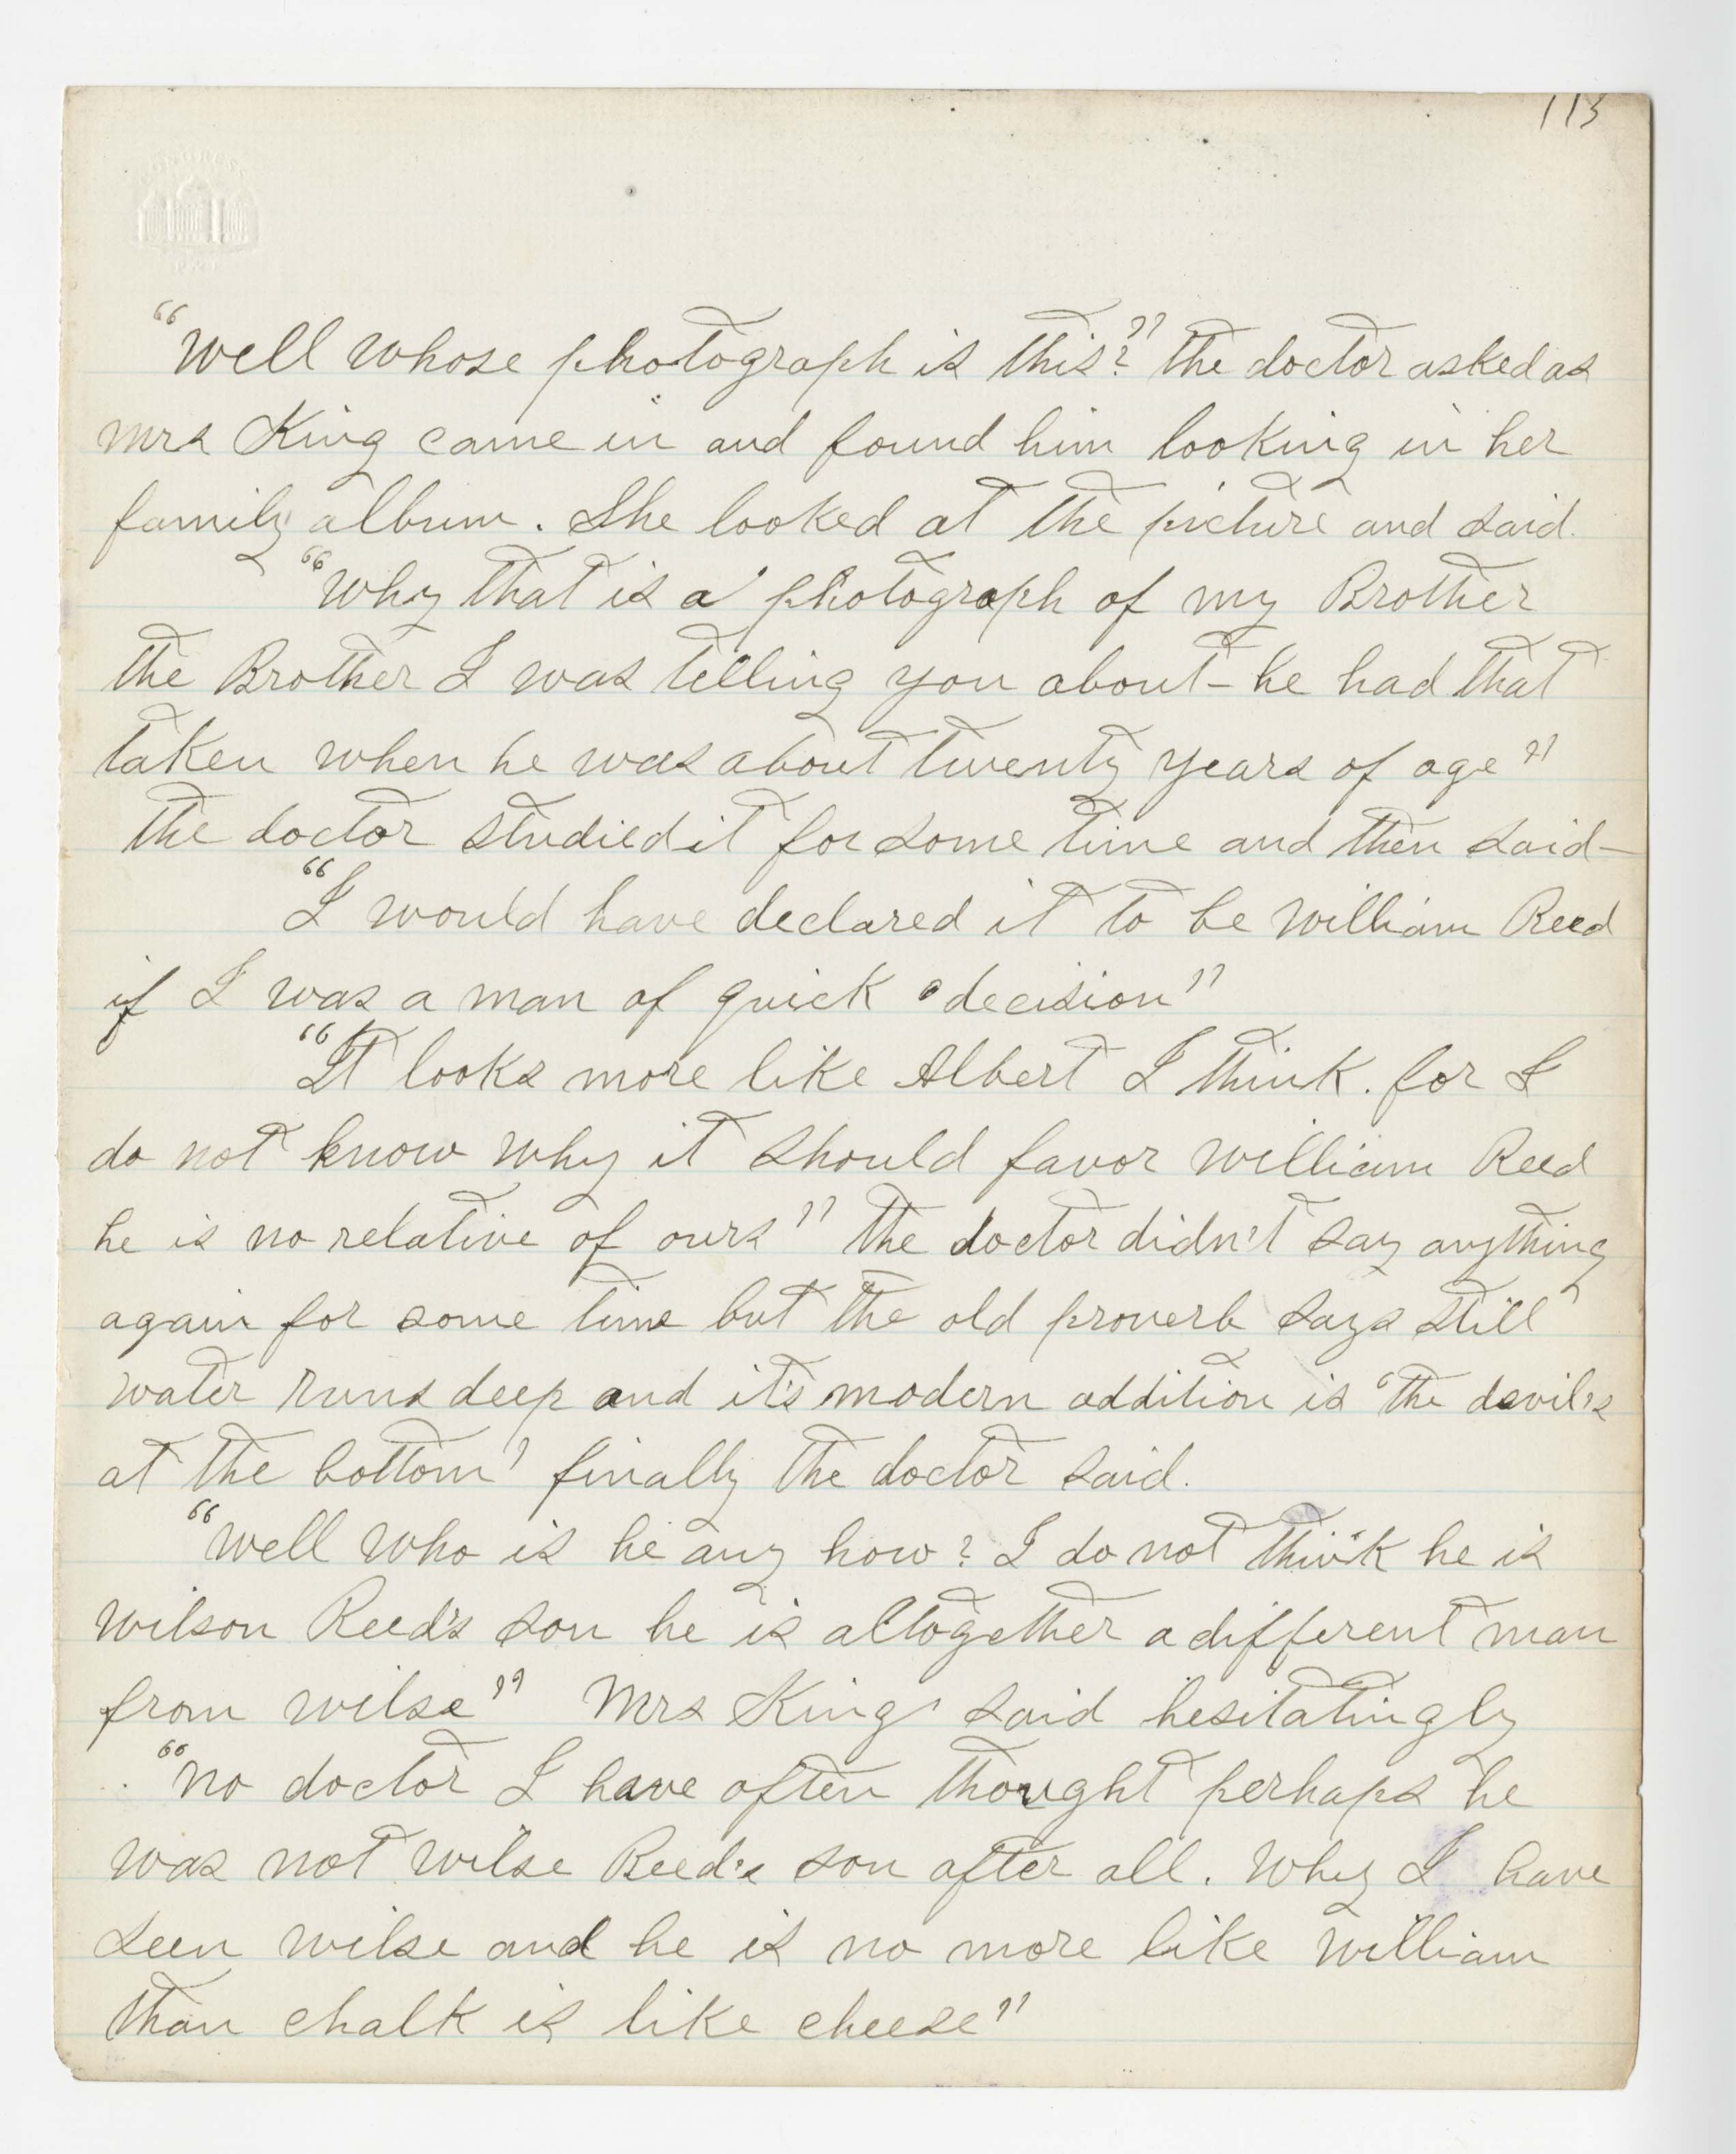 113
"Well whose photograph is this?" the doctor asked as
mrs King came in and found him looking in her
family album. She looked at the picture and said.
"Why that is a photograph of my Brother
the Brother I was telling you about - he had that
taken when he was about twenty years of age"
the doctor studied it for some time and then said—
"I would have declared it to be William Reed
if I was a man of quick decision"
"It looks more like Albert I think. for I
do not know why it should favor William Reed
he is no relative of ours" the doctor didn't say anything
again for some time but the old proverb says still
water runs deep and it's modern addition is 'the devil's
at the bottom' finally the doctor said.
"Well who is he any how? I do not think he is
Wilson Reed's son he is altogether a different man
from wilse" Mrs King said hesitatingly
"no doctor I have often thought perhaps he
was not wilse Reed's son after all. Why I have
seen wilse and he is no more like William
than chalk is like cheese"